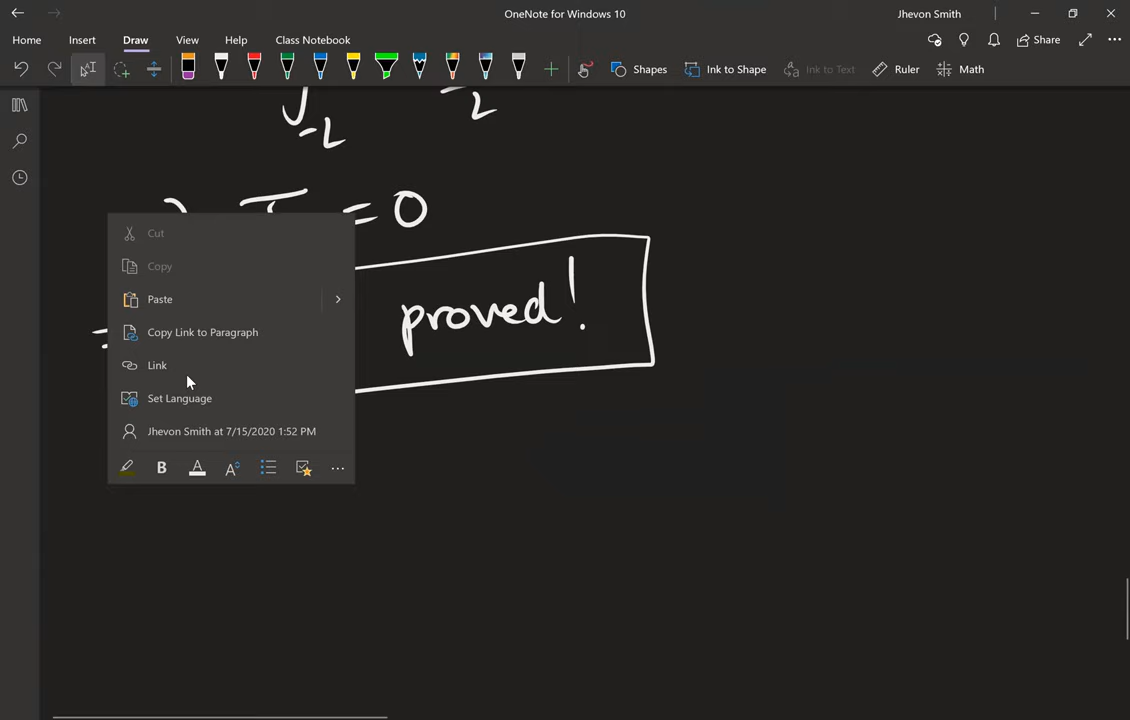 OneNote for Windows 10
Jhevon Smith
Home Insert Draw View Help Class Notebook
Share
Shapes Ink to Shape Ink to Text Ruler Math
-2
2
= 0
proved!
Cut
Copy
Paste
Copy Link to Paragraph
Link
Set Language
Jhevon Smith at 7/15/2020 1:52 PM
B A A